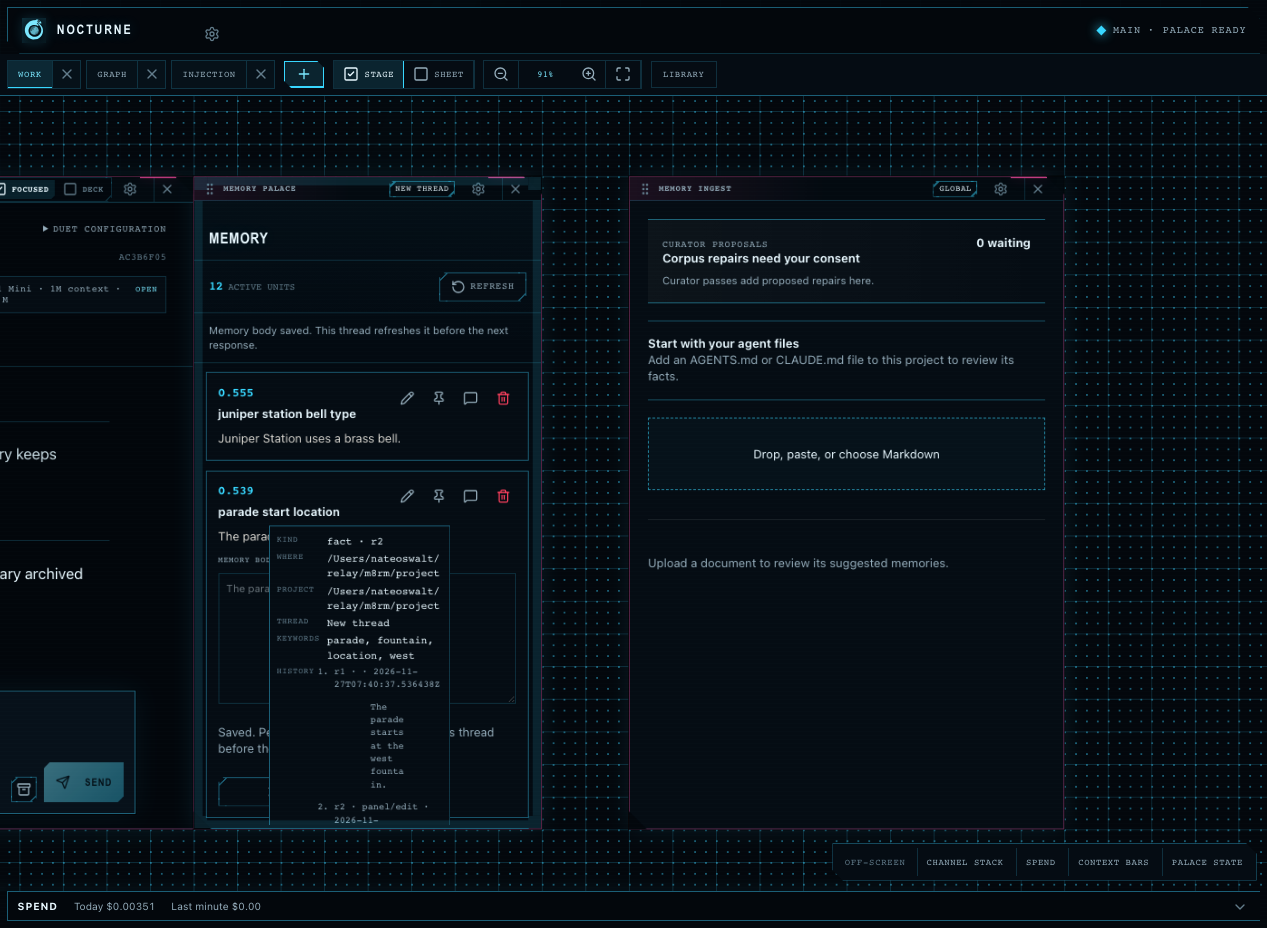 NOCTURNE
MAIN · PALACE READY
WORK
GRAPH
INJECTION
STAGE
SHEET
91%
LIBRARY
FOCUSED
DECK
DUET CONFIGURATION
AC3B6F05
Mini · 1M context ·
OPEN
M
ry keeps
ary archived
SEND
MEMORY PALACE
NEW THREAD
MEMORY
12 ACTIVE UNITS
REFRESH
Memory body saved. This thread refreshes it before the next
response.
0.555
juniper station bell type
Juniper Station uses a brass bell.
0.539
parade start location
The para
MEMORY BOD
The para
KIND fact · r2
WHERE /Users/nateoswalt/
relay/m8rm/project
PROJECT /Users/nateoswalt/
relay/m8rm/project
THREAD New thread
KEYWORDS parade, fountain,
location, west
HISTORY 1. r1 · · 2026-11-
27T07:40:37.536438Z
The
parade
starts
at the
west
founta
in.
2. r2 · panel/edit ·
2026-11-
Saved. Pe
s thread
before th
MEMORY INGEST
GLOBAL
CURATOR PROPOSALS
0 waiting
Corpus repairs need your consent
Curator passes add proposed repairs here.
Start with your agent files
Add an AGENTS.md or CLAUDE.md file to this project to review its
facts.
Drop, paste, or choose Markdown
Upload a document to review its suggested memories.
OFF-SCREEN
CHANNEL STACK
SPEND
CONTEXT BARS
PALACE STATE
SPEND Today $0.00351 Last minute $0.00